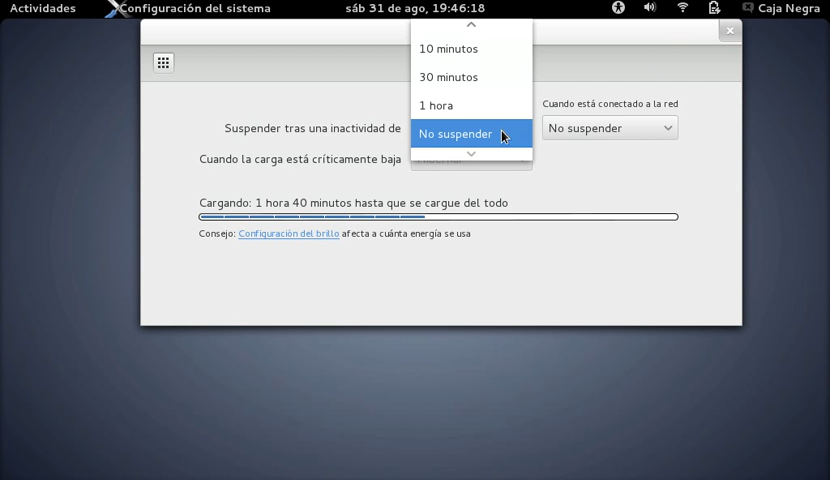 Actividades
Configuración del sistema
sáb 31 de ago, 19:46:18
Caja Negra
10 minutos
30 minutos
1 hora
No suspender
Cuando está conectado a la red
Suspender tras una inactividad de
No suspender
Cuando la carga está críticamente baja
Cargando: 1 hora 40 minutos hasta que se cargue del todo
Consejo: Configuración del brillo afecta a cuánta energía se usa